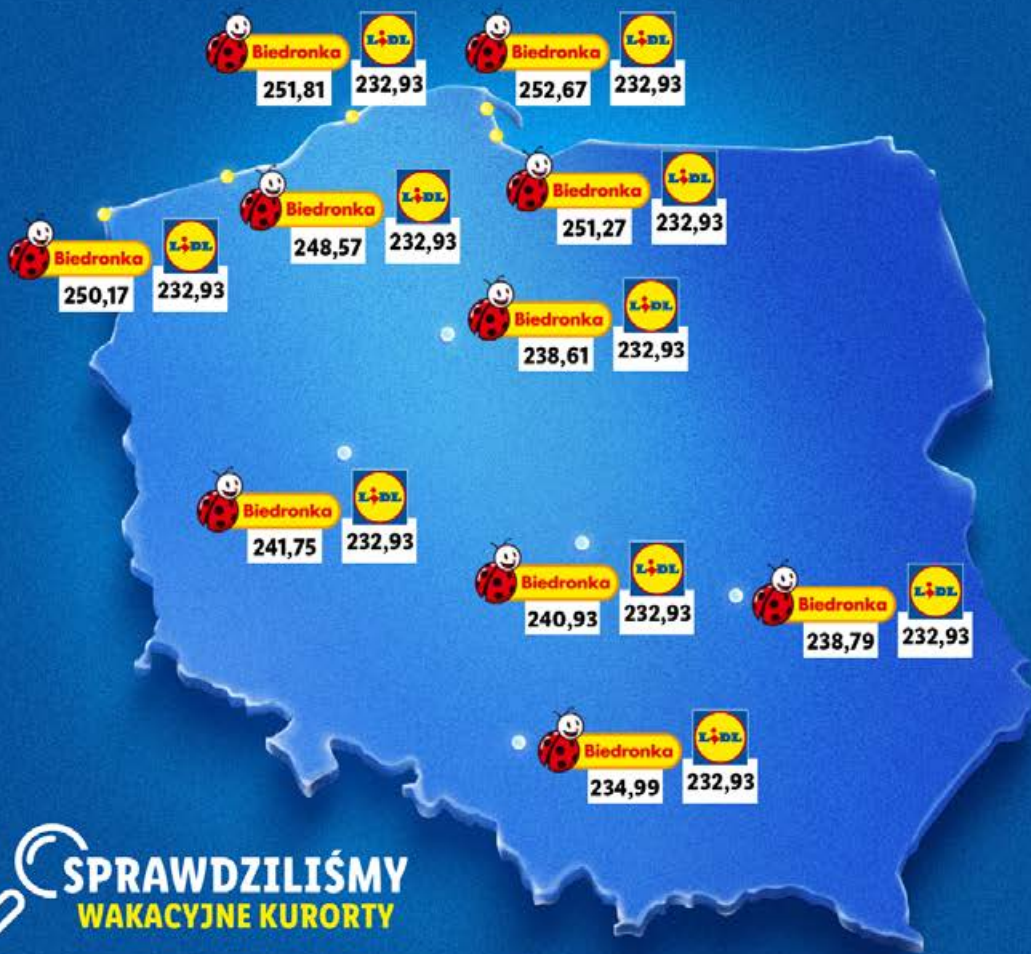 Biedronka LIDL
251,81 232,93
Biedronka LIDL
252,67 232,93
Biedronka LIDL
248,57 232,93
Biedronka LIDL
251,27 232,93
Biedronka LIDL
250,17 232,93
Biedronka LIDL
238,61 232,93
Biedronka LIDL
241,75 232,93
Biedronka LIDL
240,93 232,93
Biedronka LIDL
238,79 232,93
Biedronka LIDL
234,99 232,93
SPRAWDZILIŚMY
WAKACYJNE KURORTY